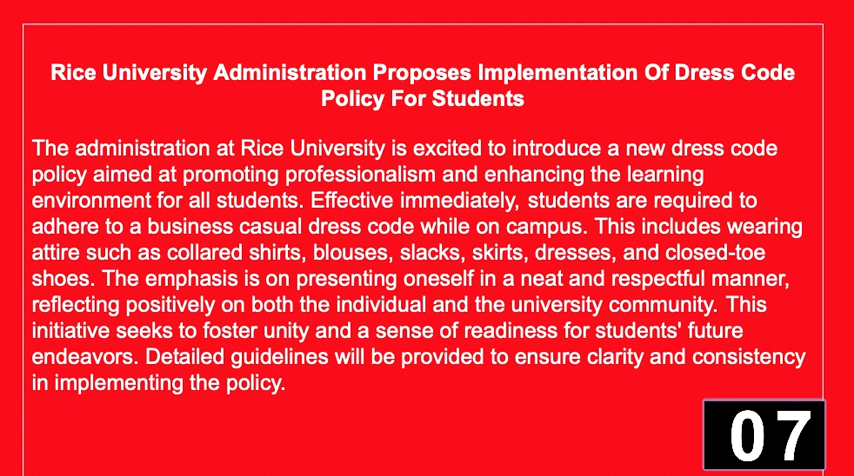 Rice University Administration Proposes Implementation Of Dress Code
Policy For Students
The administration at Rice University is excited to introduce a new dress code
policy aimed at promoting professionalism and enhancing the learning
environment for all students. Effective immediately, students are required to
adhere to a business casual dress code while on campus. This includes wearing
attire such as collared shirts, blouses, slacks, skirts, dresses, and closed-toe
shoes. The emphasis is on presenting oneself in a neat and respectful manner,
reflecting positively on both the individual and the university community. This
initiative seeks to foster unity and a sense of readiness for students' future
endeavors. Detailed guidelines will be provided to ensure clarity and consistency
in implementing the policy.
07